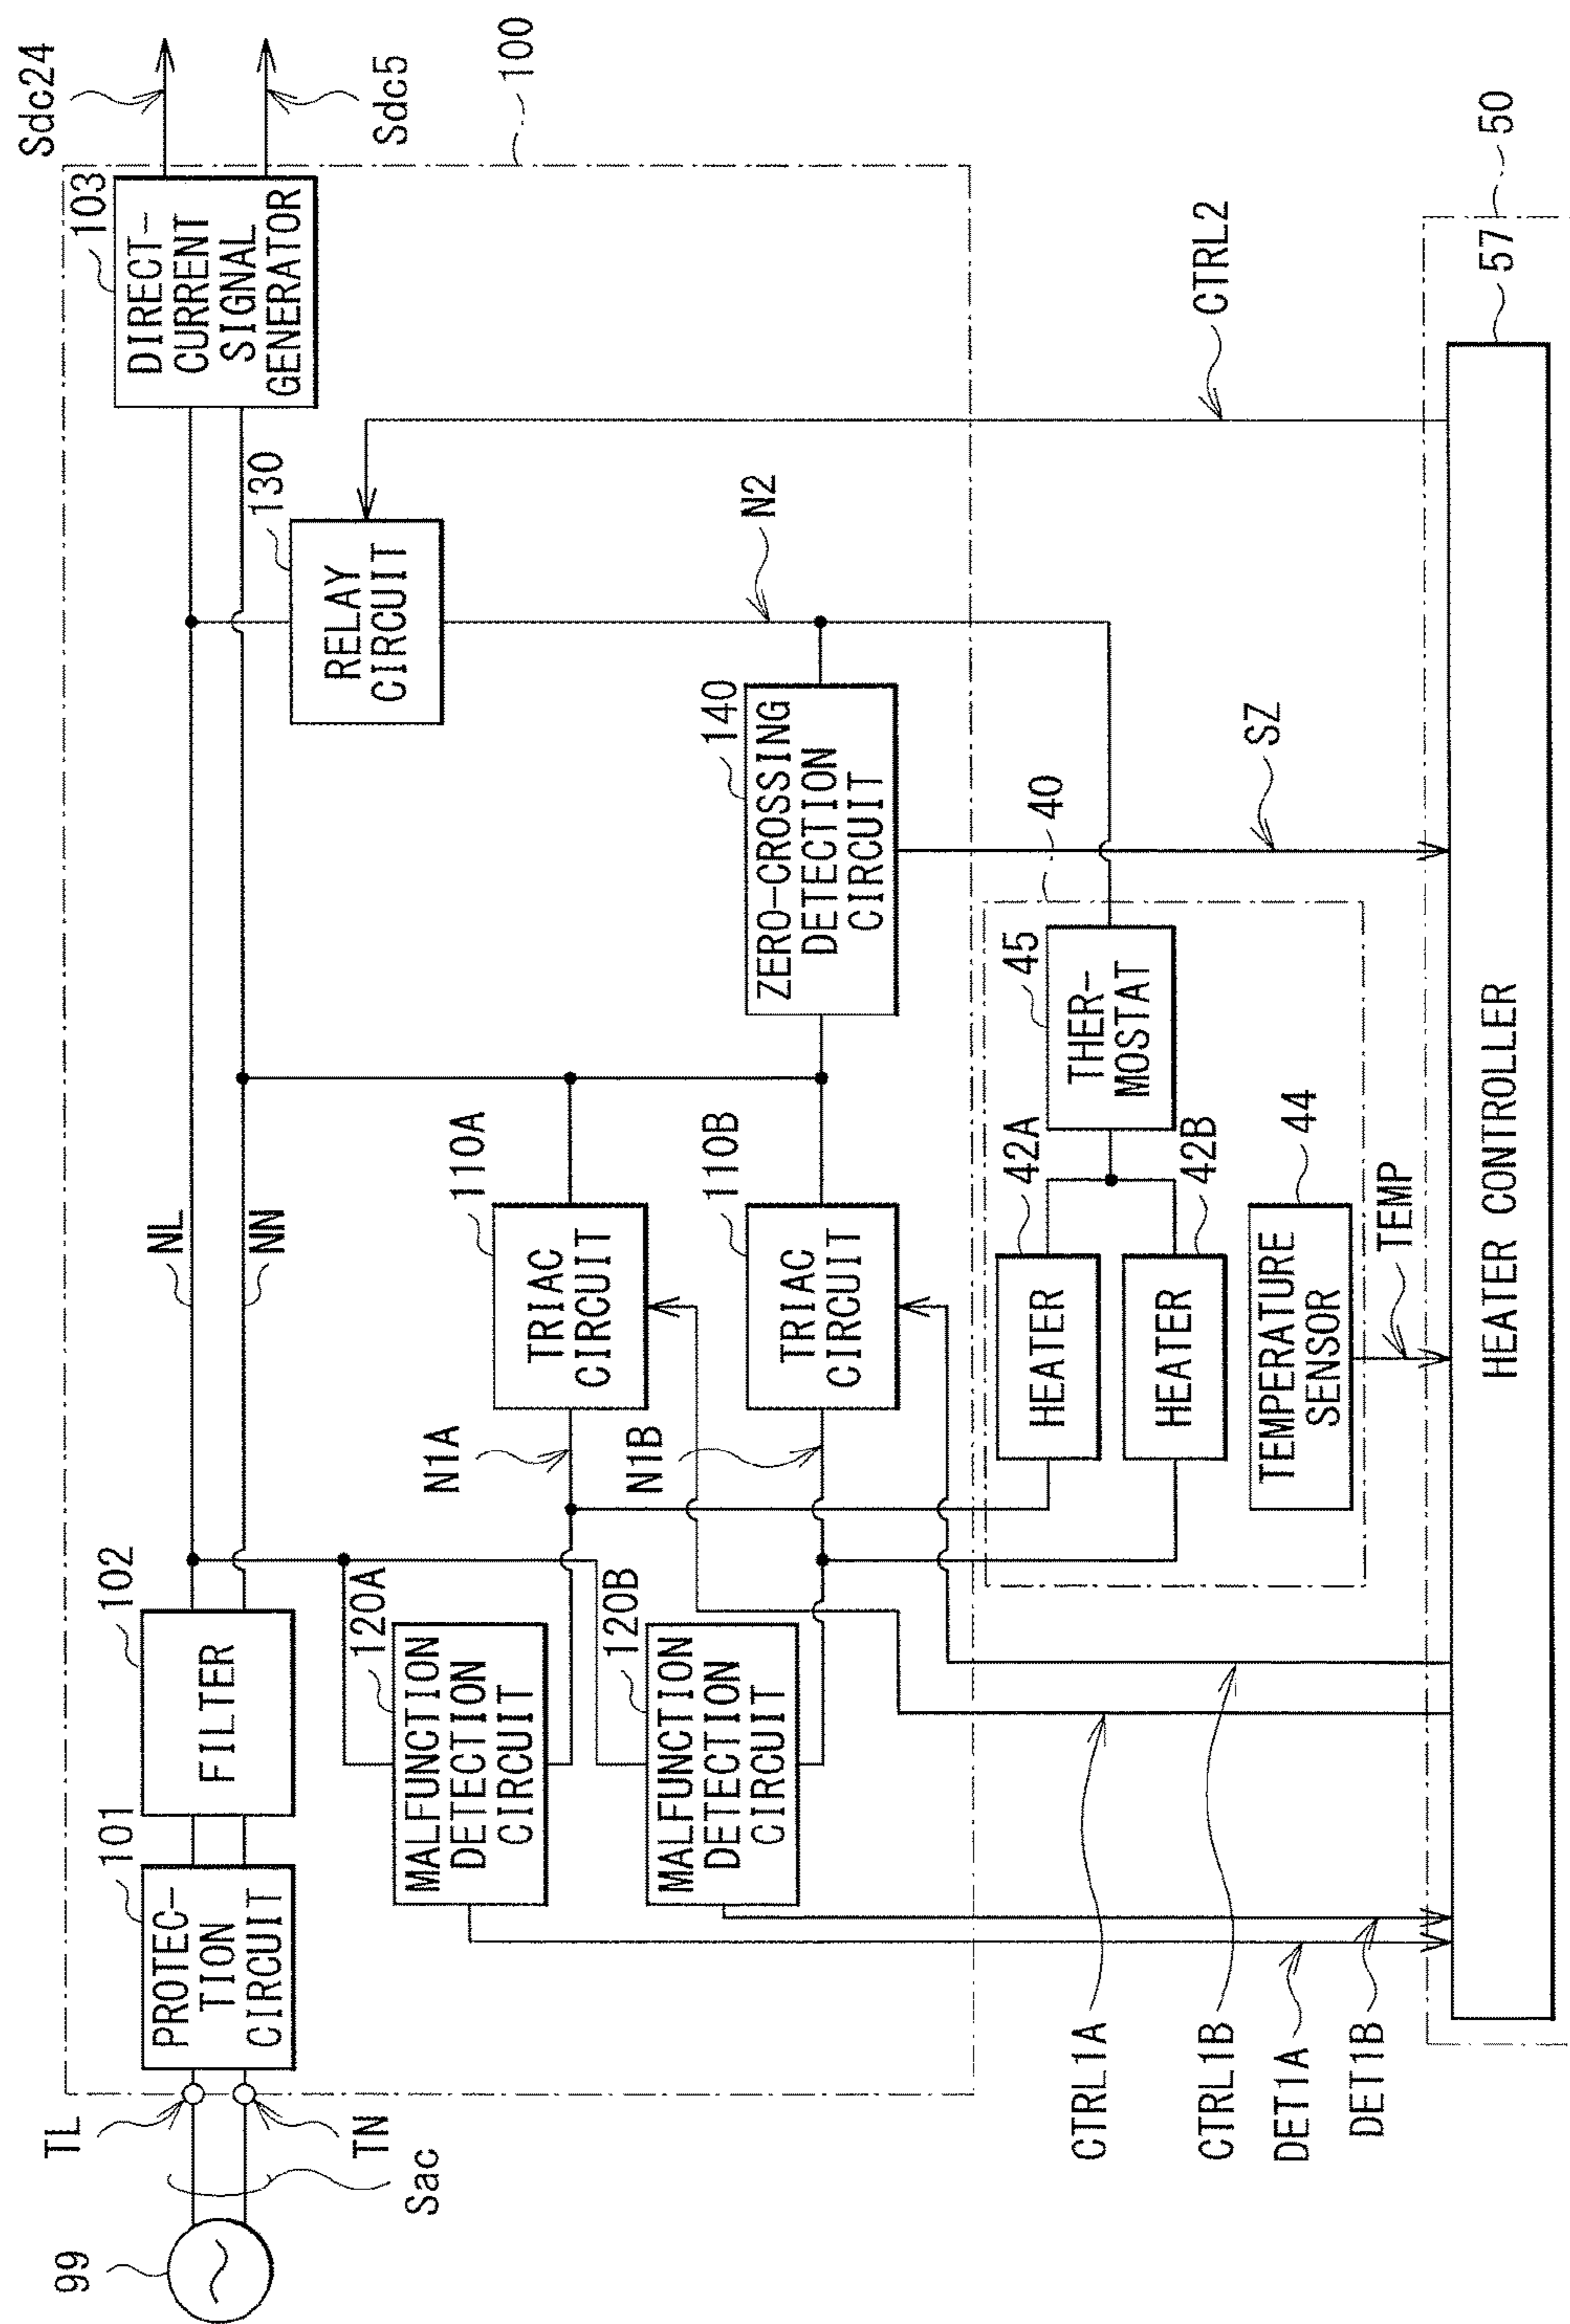 99
Sac
TL
TN
101
PROTEC-
TION
CIRCUIT
102
FILTER
NL
NN
103
DIRECT-
CURRENT
SIGNAL
GENERATOR
Sdc24
Sdc5
100
120A
MALFUNCTION
DETECTION
CIRCUIT
120B
MALFUNCTION
DETECTION
CIRCUIT
N1A
110A
TRIAC
CIRCUIT
N1B
110B
TRIAC
CIRCUIT
130
RELAY
CIRCUIT
N2
140
ZERO-CROSSING
DETECTION
CIRCUIT
40
45
THER-
MOSTAT
42A
HEATER
42B
HEATER
44
TEMPERATURE
SENSOR
TEMP
SZ
CTRL2
CTRL1A
CTRL1B
DET1A
DET1B
50
57
HEATER CONTROLLER